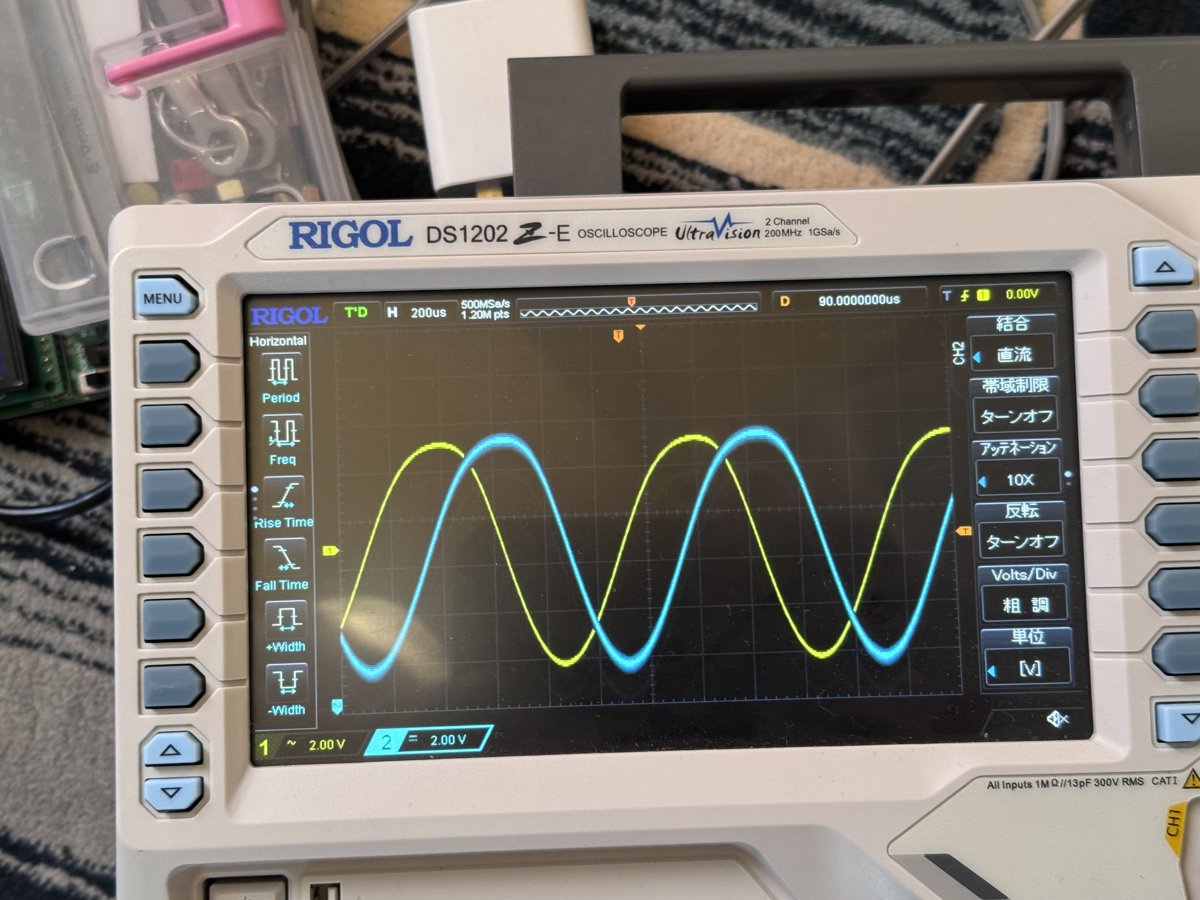 RIGOL DS1202 Z-E OSCILLOSCOPE UltraVision 2 Channel 200MHz 1GSa/s
MENU
RIGOL T'D H 200us 500MSa/s 1.20M pts D 90.0000000us T 1 0.00V
Horizontal
Period
Freq
Rise Time
Fall Time
+Width
-Width
T
T
1
T
CH2
結合
直流
帯域制限
ターンオフ
アッテネーション
10X
反転
ターンオフ
Volts/Div
粗調
単位
[V]
1 ~ 2.00 V 2 = 2.00 V
All Inputs 1MΩ//13pF 300V RMS CAT I
CH1